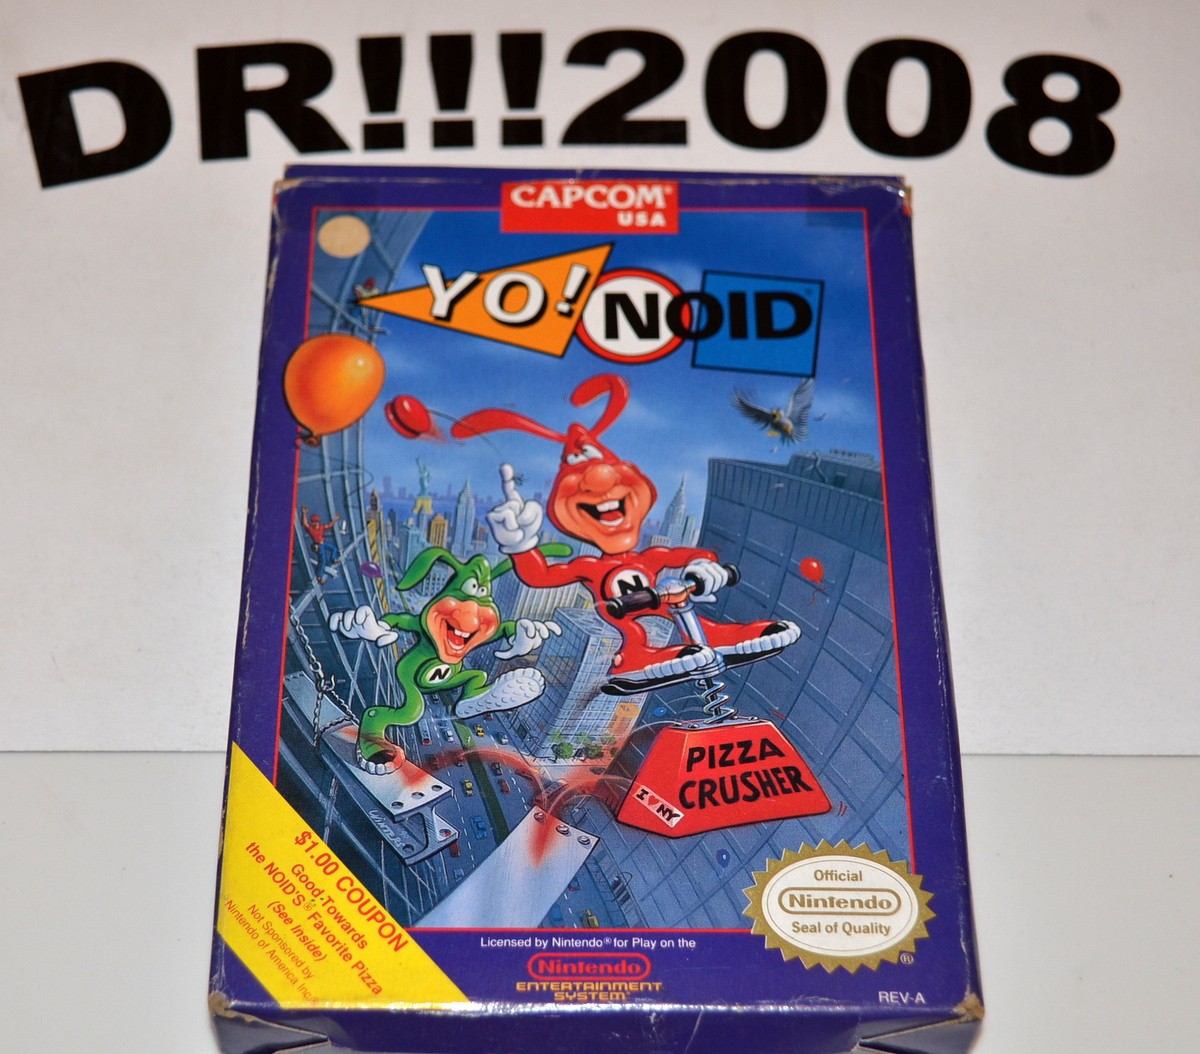 DR!!!2008
CAPCOM®
USA
YO! NOID
N
N
PIZZA
CRUSHER
I ♥ NY
$1.00 COUPON
Good Towards
the NOID'S® Favorite Pizza
(See Inside)
Not Sponsored by
Nintendo of America Inc.®
Licensed by Nintendo® for Play on the
Nintendo
ENTERTAINMENT
SYSTEM™
Official
Nintendo
Seal of Quality
®
REV-A